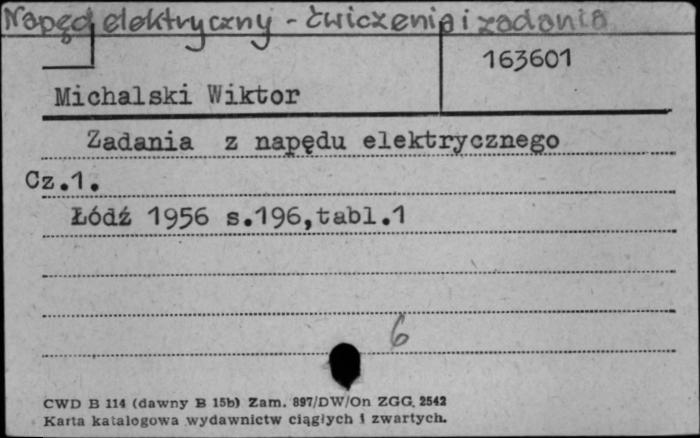 Napęd elektryczny - ćwiczenia i zadania
163601
Michalski Wiktor
Zadania z napędu elektrycznego
Cz.1.
Łódź 1956 s.196,tabl.1
6
CWD B 114 (dawny B 15b) Zam. 897/DW/On ZGG. 2542
Karta katalogowa wydawnictw ciągłych i zwartych.